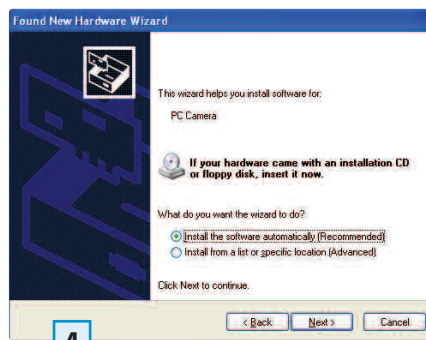 Found New Hardware Wizard
This wizard helps you install software for:
PC Camera
If your hardware came with an installation CD
or floppy disk, insert it now.
What do you want the wizard to do?
Install the software automatically (Recommended)
Install from a list or specific location (Advanced)
Click Next to continue.
< Back Next > Cancel
4